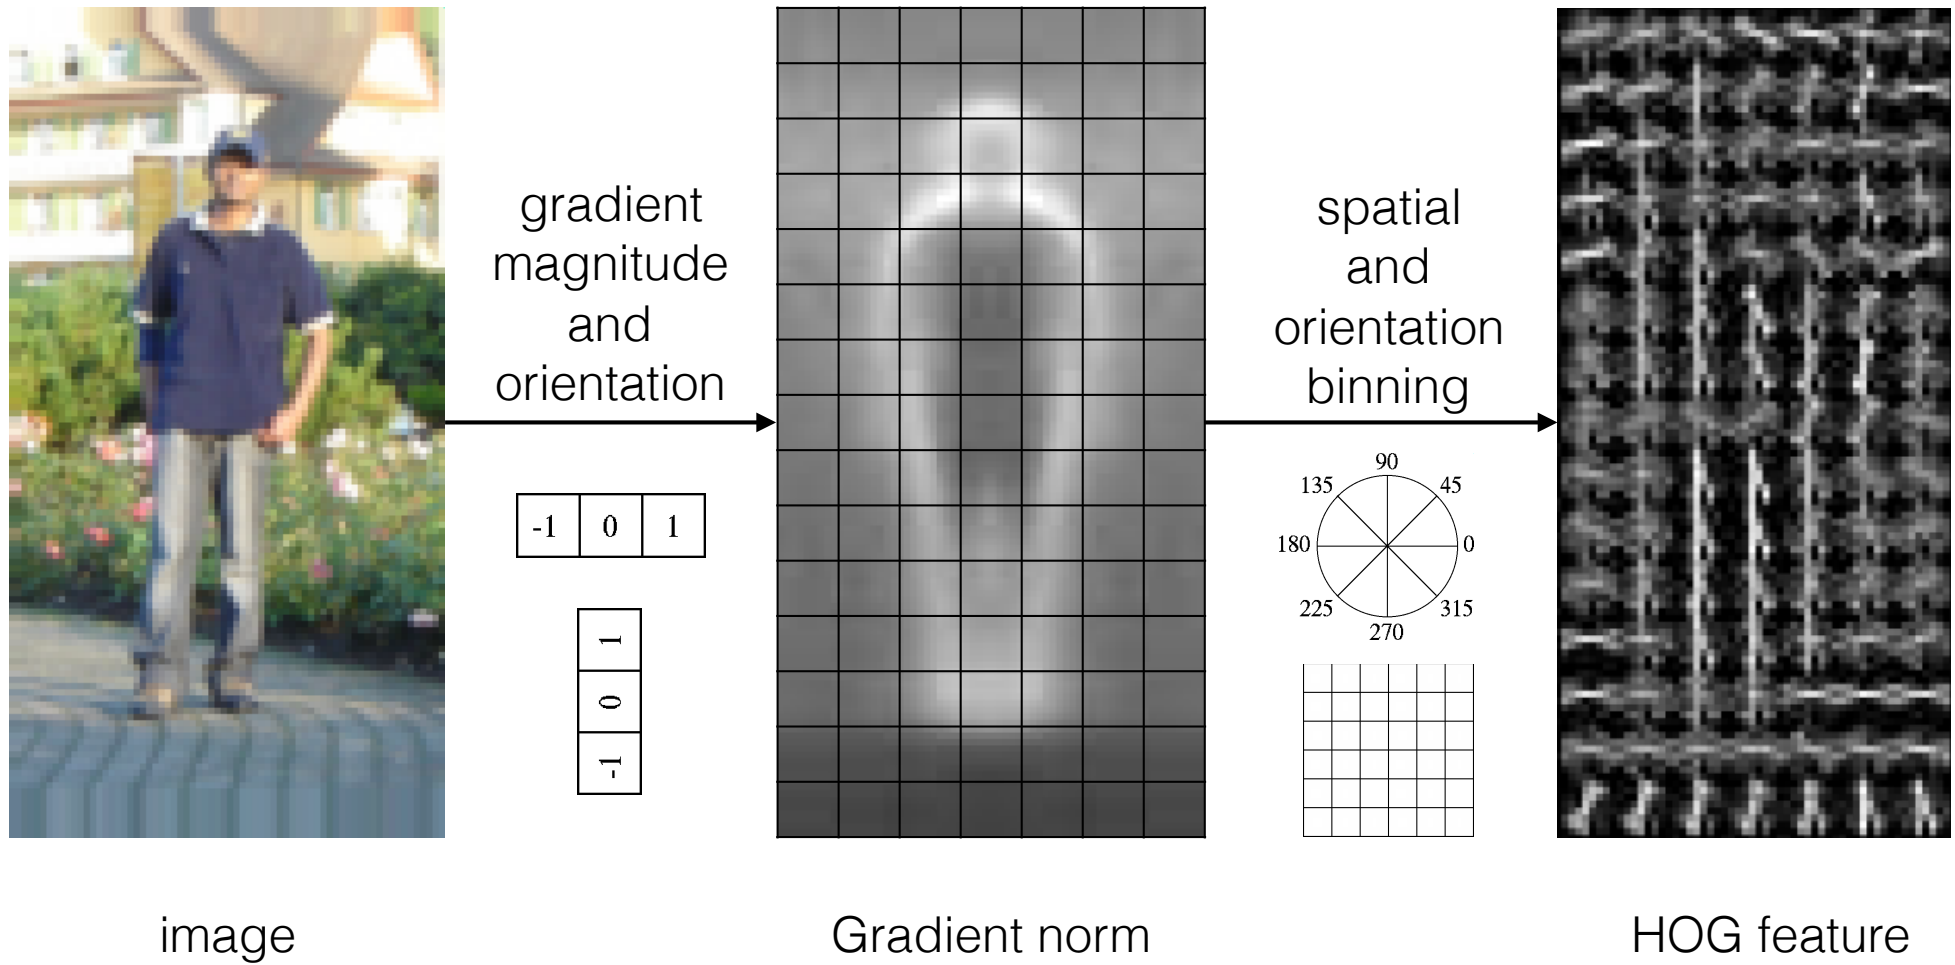 gradient
magnitude
and
orientation
-1 0 1
1
0
-1
spatial
and
orientation
binning
90
135 45
180 0
225 315
270
image
Gradient norm
HOG feature